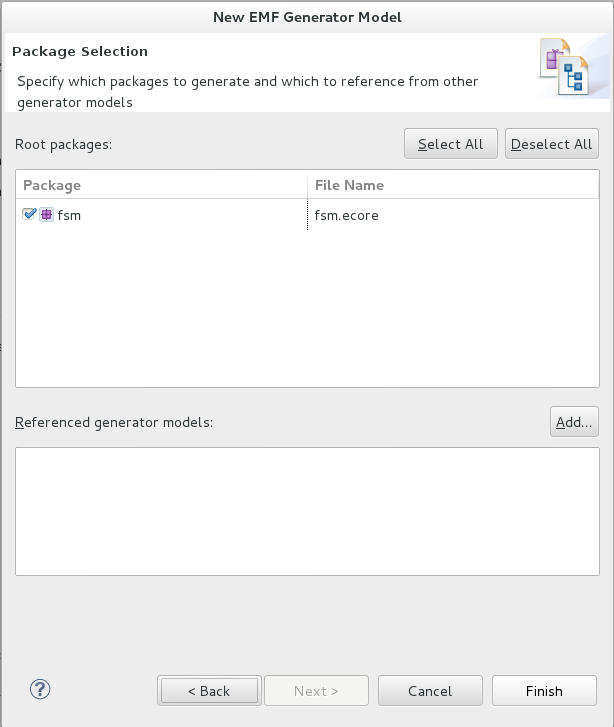 New EMF Generator Model
Package Selection
Specify which packages to generate and which to reference from other
generator models
Root packages:
Select All
Deselect All
Package
File Name
fsm
fsm.ecore
Referenced generator models:
Add...
?
< Back
Next >
Cancel
Finish